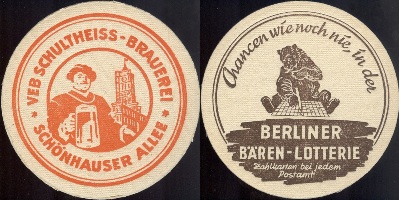 VEB SCHULTHEISS-BRAUEREI
SCHÖNHAUSER ALLEE
Chancen wie noch nie, in der
BERLINER
BÄREN-LOTTERIE
Zahlkarten bei jedem
Postamt